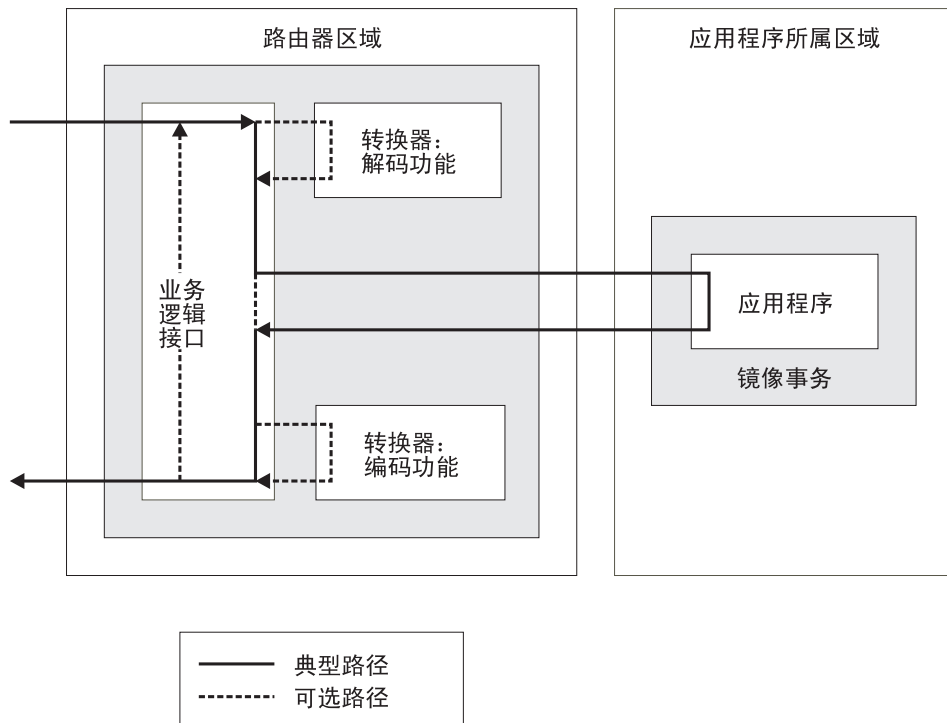 路由器区域
应用程序所属区域
转换器：
解码功能
业务
逻辑
接口
应用程序
镜像事务
转换器：
编码功能
典型路径
可选路径